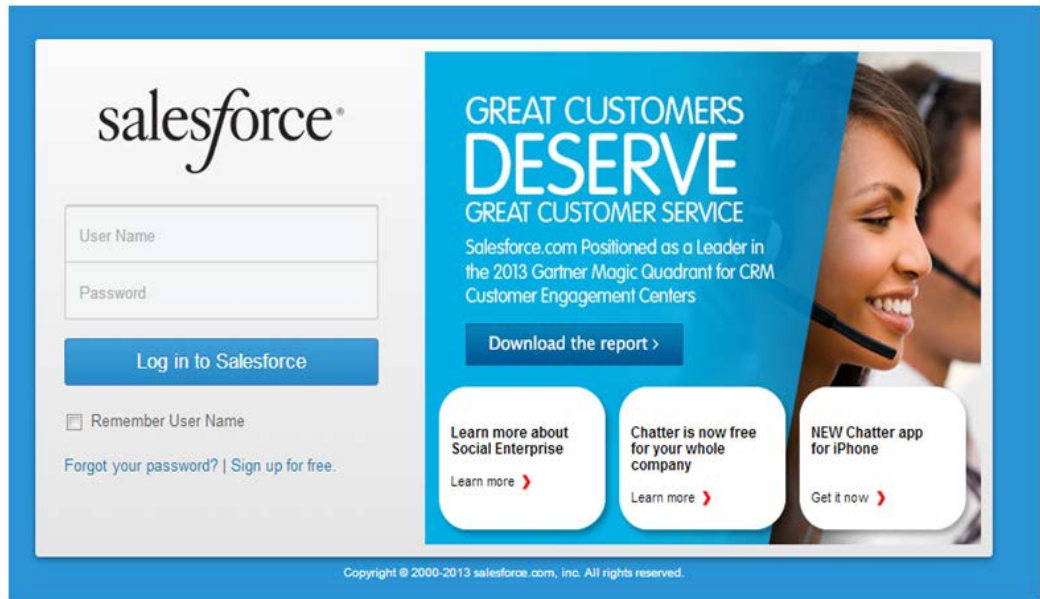 salesforce®
User Name
Password
Log in to Salesforce
Remember User Name
Forgot your password? | Sign up for free.
GREAT CUSTOMERS
DESERVE
GREAT CUSTOMER SERVICE
Salesforce.com Positioned as a Leader in
the 2013 Gartner Magic Quadrant for CRM
Customer Engagement Centers
Download the report ›
Learn more about
Social Enterprise
Learn more ❯
Chatter is now free
for your whole
company
Learn more ❯
NEW Chatter app
for iPhone
Get it now ❯
Copyright © 2000-2013 salesforce.com, inc. All rights reserved.